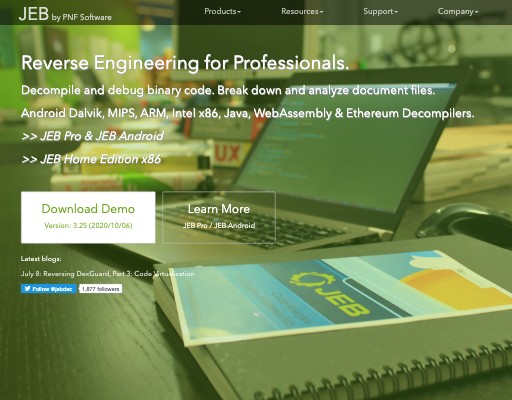 JEB by PNF Software
Products Resources Support Company
Reverse Engineering for Professionals.
Decompile and debug binary code. Break down and analyze document files.
Android Dalvik, MIPS, ARM, Intel x86, Java, WebAssembly & Ethereum Decompilers.
>> JEB Pro & JEB Android
>> JEB Home Edition x86
UX
Download Demo
Version: 3.25 (2020/10/06)
Learn More
JEB Pro / JEB Android
Latest blogs:
July 8: Reversing DexGuard, Part 3: Code Virtualization
Follow @jebdec 1,877 followers
JEB